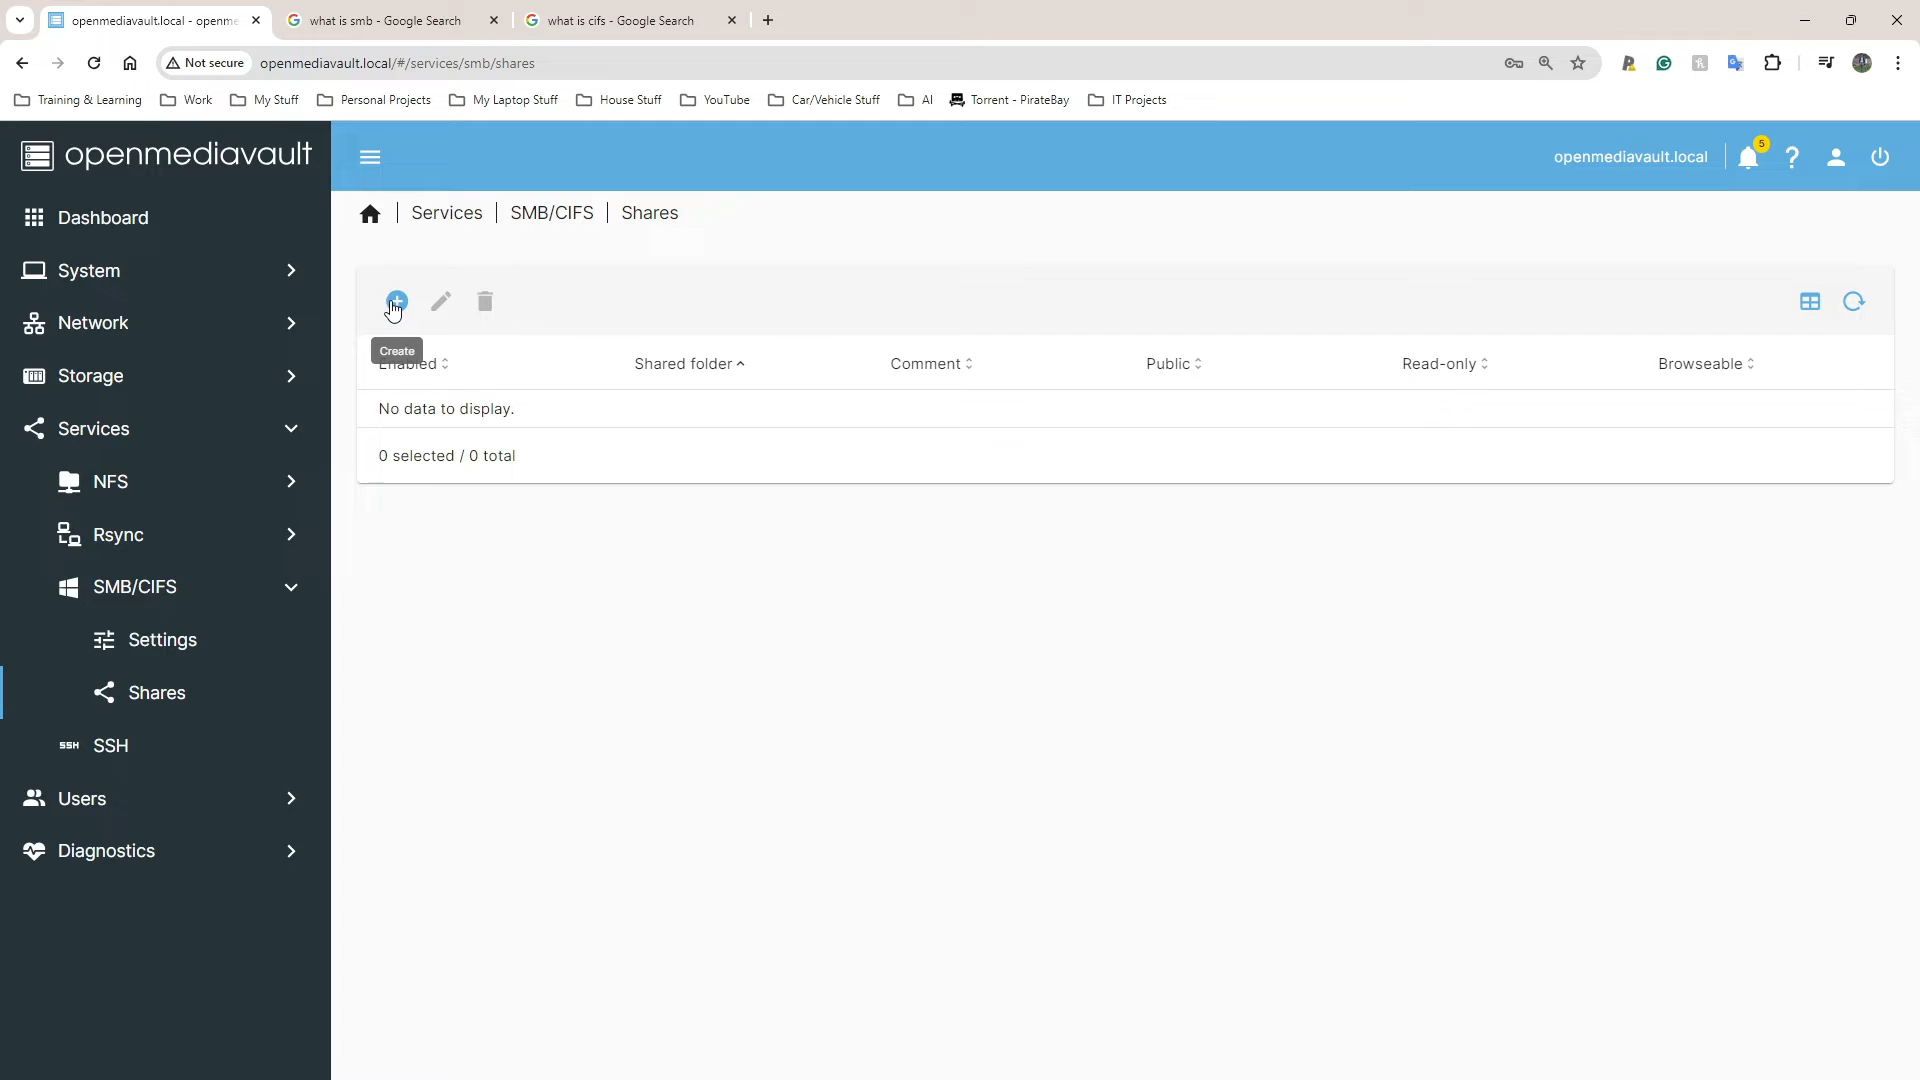 openmediavault.local - openme
what is smb - Google Search
what is cifs - Google Search
Not secure
openmediavault.local/#/services/smb/shares
Training & Learning
Work
My Stuff
Personal Projects
My Laptop Stuff
House Stuff
YouTube
Car/Vehicle Stuff
AI
Torrent - PirateBay
IT Projects
openmediavault
openmediavault.local
5
?
Dashboard
System
Network
Storage
Services
NFS
Rsync
SMB/CIFS
Settings
Shares
SSH SSH
Users
Diagnostics
Services | SMB/CIFS | Shares
Create
Enabled
Shared folder
Comment
Public
Read-only
Browseable
No data to display.
0 selected / 0 total